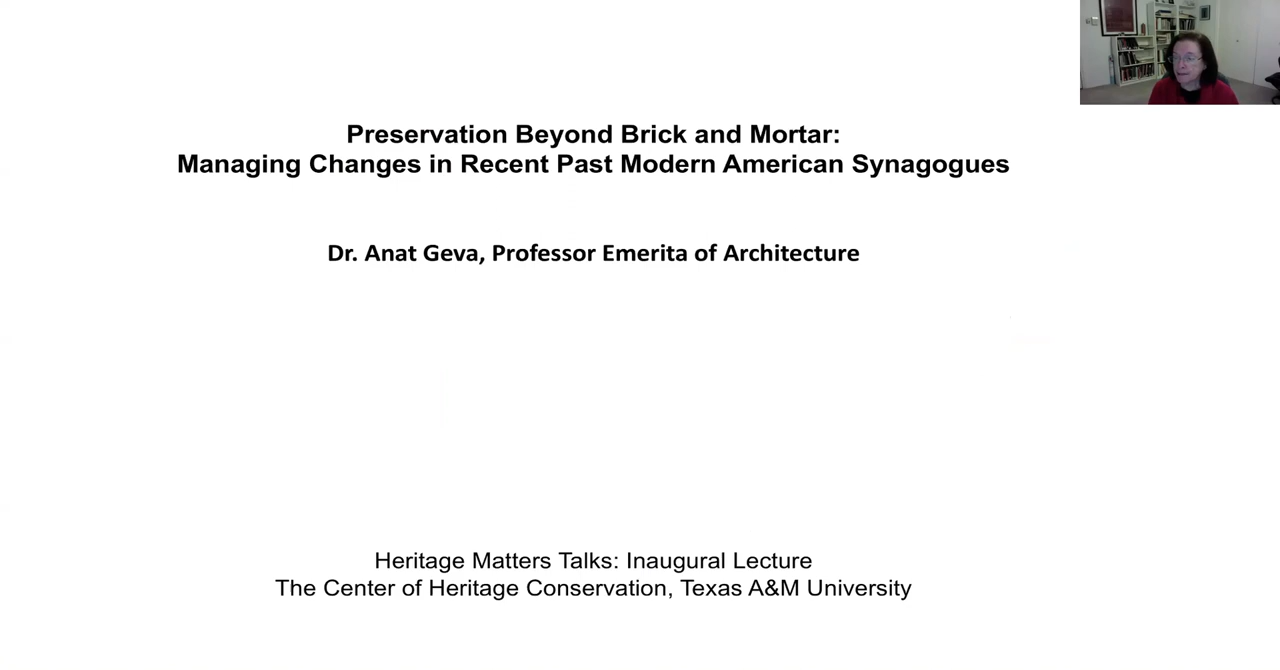 Preservation Beyond Brick and Mortar:
Managing Changes in Recent Past Modern American Synagogues
Dr. Anat Geva, Professor Emerita of Architecture
Heritage Matters Talks: Inaugural Lecture
The Center of Heritage Conservation, Texas A&M University